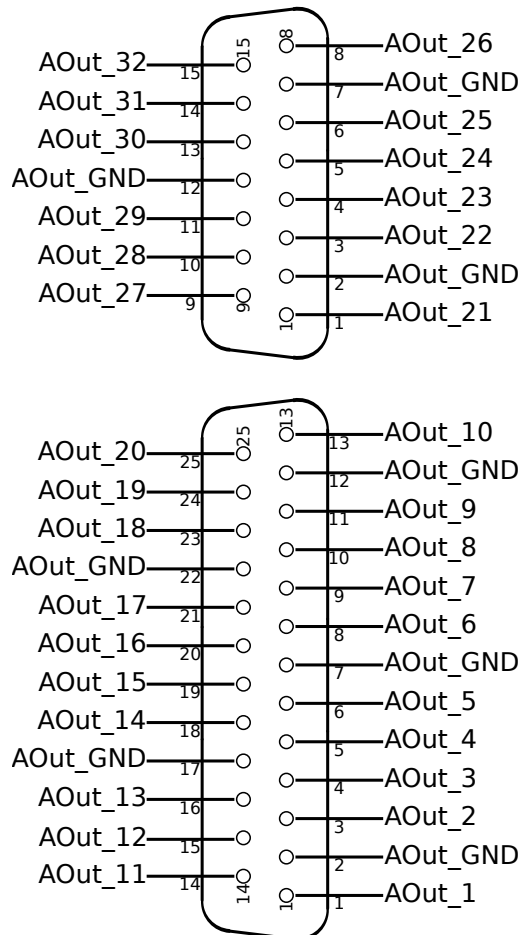 15 8 AOut_26
AOut_32 15 8
AOut_GND
AOut_31 14 7
AOut_25
AOut_30 13 6
AOut_24
AOut_GND 12 5
AOut_23
AOut_29 11 4
AOut_22
AOut_28 10 3
AOut_GND
AOut_27 9 9 2
1 AOut_21
1
13 AOut_10
AOut_20 25 25 13
AOut_GND
AOut_19 24 12
AOut_9
AOut_18 23 11
AOut_8
AOut_GND 22 10
AOut_7
AOut_17 21 9
AOut_6
AOut_16 20 8
AOut_GND
AOut_15 19 7
AOut_5
AOut_14 18 6
AOut_4
AOut_GND 17 5
AOut_3
AOut_13 16 4
AOut_2
AOut_12 15 3
AOut_GND
AOut_11 14 14 2
1 AOut_1
1